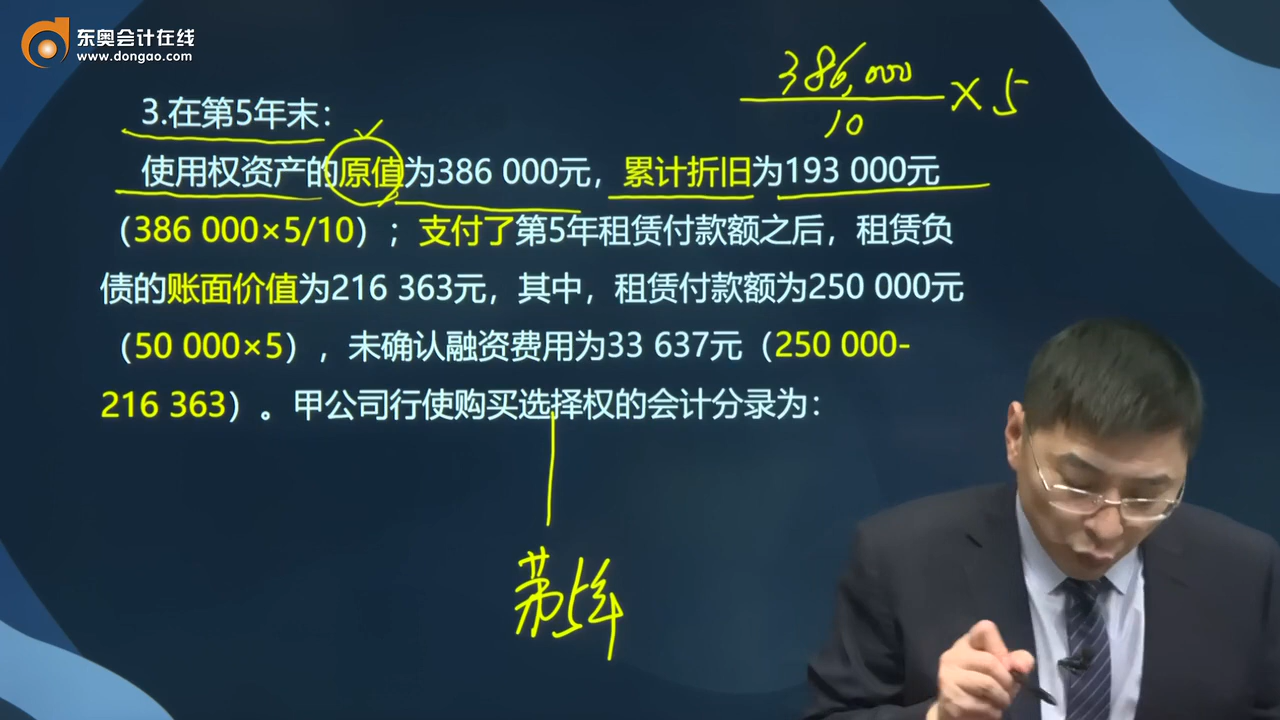 东奥会计在线
www.dongao.com
386,000
10
×5
3.在第5年末：
使用权资产的原值为386 000元，累计折旧为193 000元
（386 000×5/10）；支付了第5年租赁付款额之后，租赁负
债的账面价值为216 363元，其中，租赁付款额为250 000元
（50 000×5），未确认融资费用为33 637元（250 000-
216 363）。甲公司行使购买选择权的会计分录为：
第5年